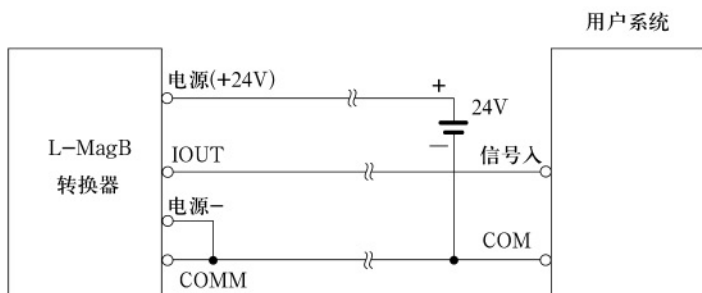 用户系统
电源(+24V)
+
24V
L-MagB
转换器
IOUT
—
信号入
电源-
COM
COMM